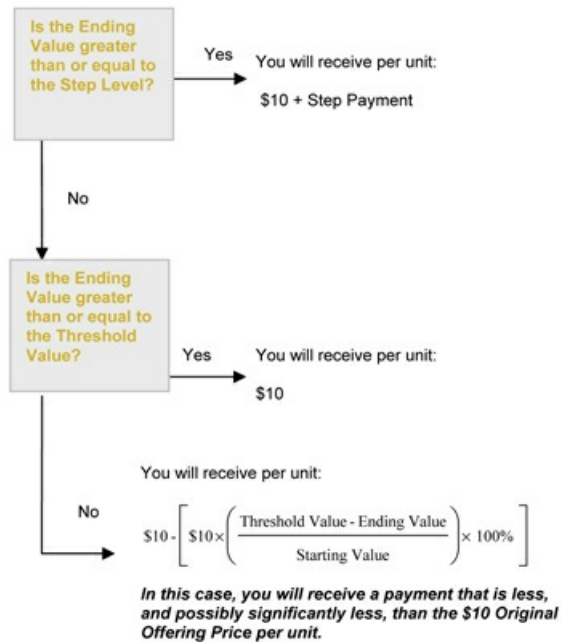 Is the Ending
Value greater
than or equal to
the Step Level?
Yes
You will receive per unit:
$10 + Step Payment
No
Is the Ending
Value greater
than or equal to
the Threshold
Value?
Yes
You will receive per unit:
$10
You will receive per unit:
No
$10 - [ $10 × ( Threshold Value - Ending Value / Starting Value ) × 100% ]
In this case, you will receive a payment that is less,
and possibly significantly less, than the $10 Original
Offering Price per unit.